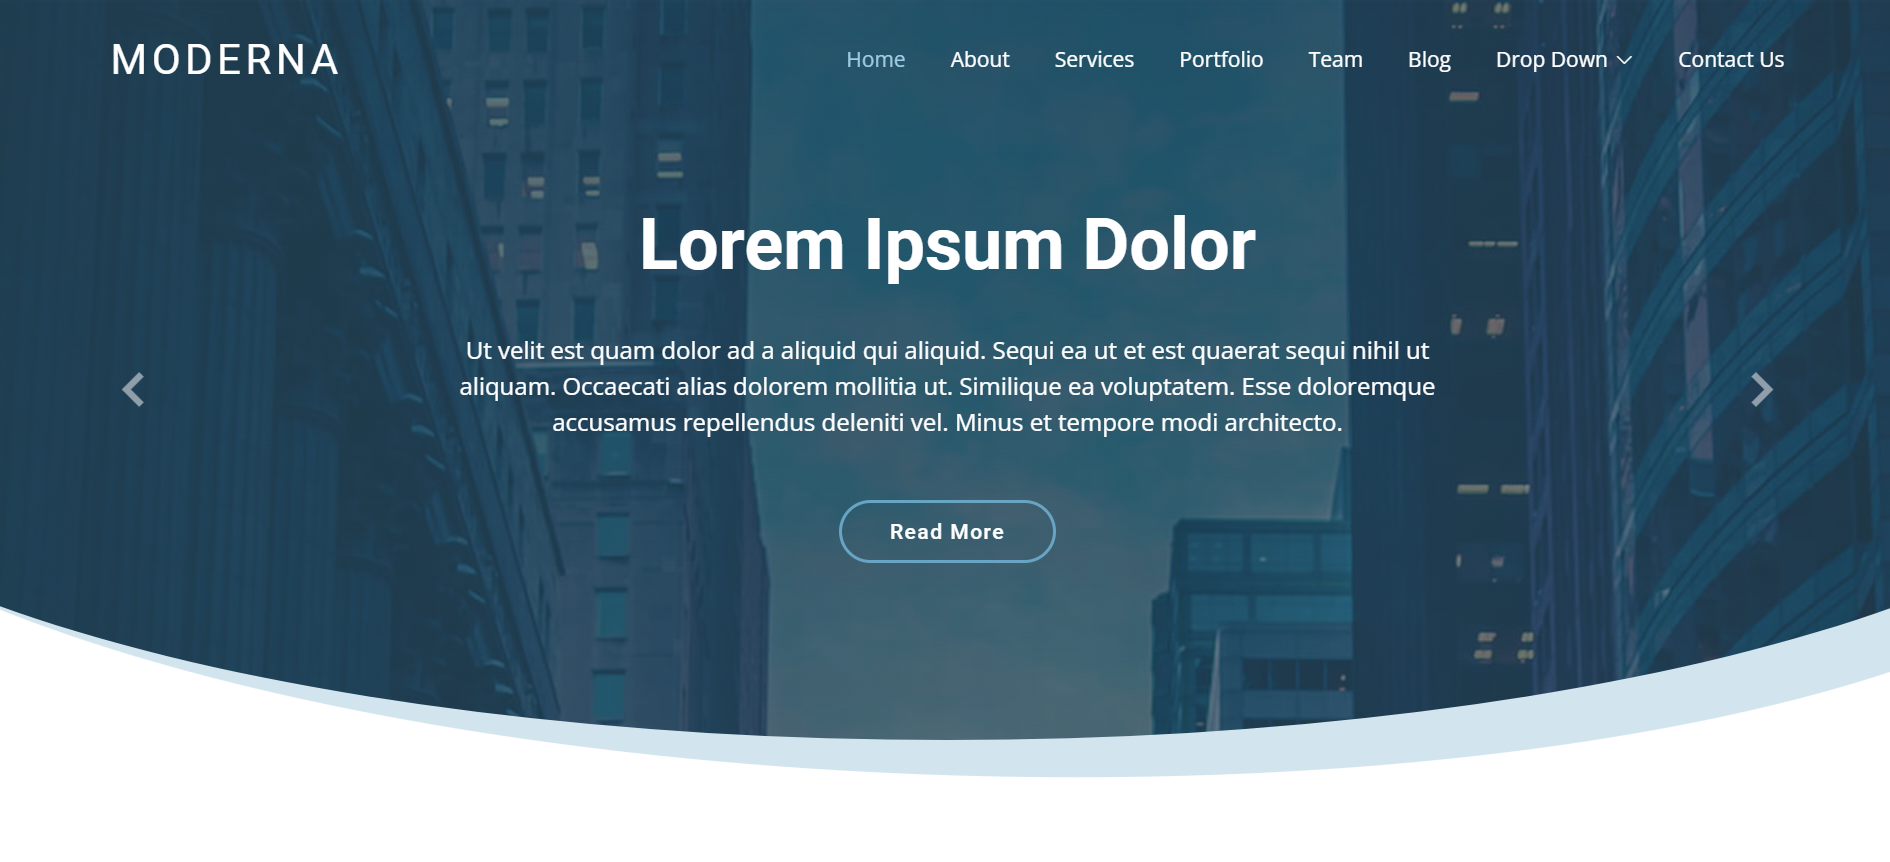 MODERNA
Home About Services Portfolio Team Blog Drop Down Contact Us
Lorem Ipsum Dolor
Ut velit est quam dolor ad a aliquid qui aliquid. Sequi ea ut et est quaerat sequi nihil ut
aliquam. Occaecati alias dolorem mollitia ut. Similique ea voluptatem. Esse doloremque
accusamus repellendus deleniti vel. Minus et tempore modi architecto.
Read More